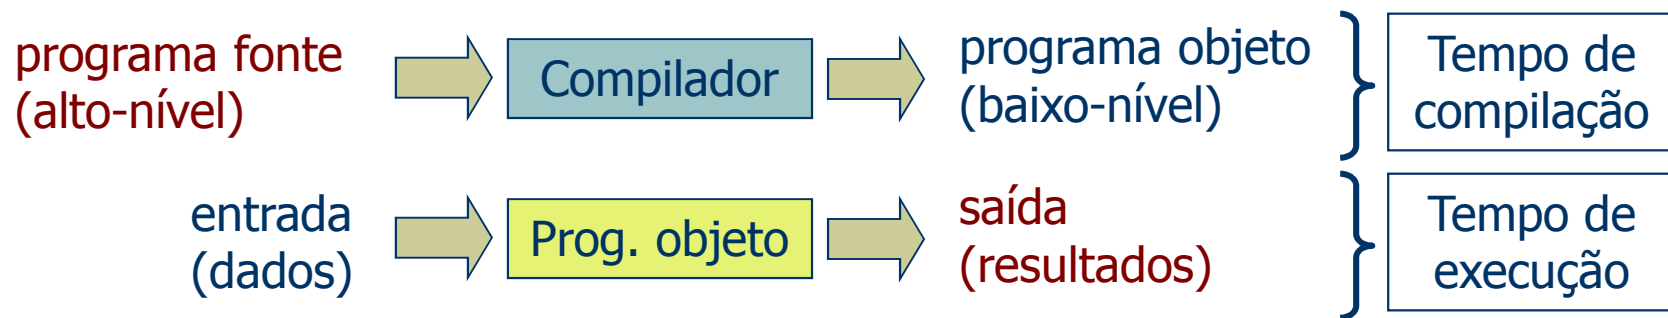 programa fonte
(alto-nível)
Compilador
programa objeto
(baixo-nível)
Tempo de
compilação
entrada
(dados)
Prog. objeto
saída
(resultados)
Tempo de
execução